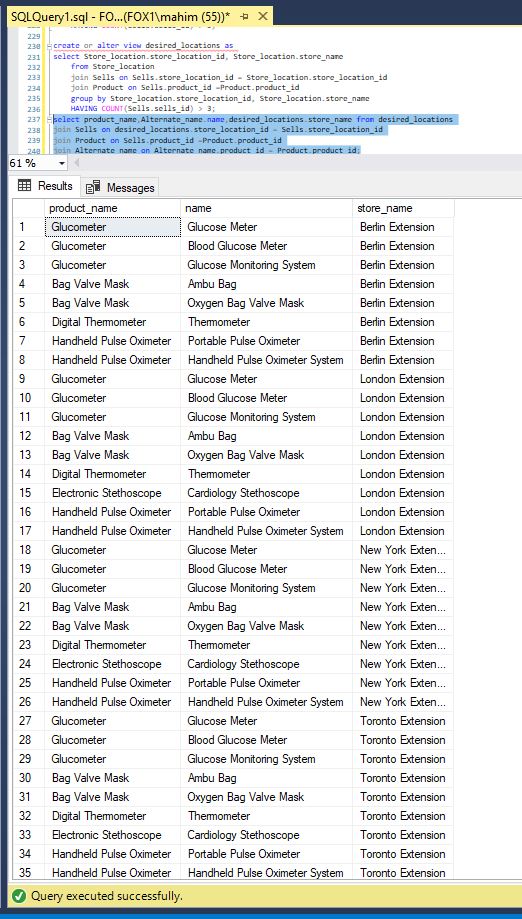 SQLQuery1.sql - FO...(FOX1\mahim (55))*
229
230 create or alter view desired_locations as
231 select Store_location.store_location_id, Store_location.store_name
232 from Store_location
233 join Sells on Sells.store_location_id = Store_location.store_location_id
234 join Product on Sells.product_id =Product.product_id
235 group by Store_location.store_location_id, Store_location.store_name
236 HAVING COUNT(Sells.sells_id) > 3;
237 select product_name,Alternate_name.name,desired_locations.store_name from desired_locations
238 join Sells on desired_locations.store_location_id = Sells.store_location_id
239 join Product on Sells.product_id =Product.product_id
240 join Alternate_name on Alternate_name.product_id = Product.product_id;
61 %
Results Messages
product_name name store_name
1 Glucometer Glucose Meter Berlin Extension
2 Glucometer Blood Glucose Meter Berlin Extension
3 Glucometer Glucose Monitoring System Berlin Extension
4 Bag Valve Mask Ambu Bag Berlin Extension
5 Bag Valve Mask Oxygen Bag Valve Mask Berlin Extension
6 Digital Thermometer Thermometer Berlin Extension
7 Handheld Pulse Oximeter Portable Pulse Oximeter Berlin Extension
8 Handheld Pulse Oximeter Handheld Pulse Oximeter System Berlin Extension
9 Glucometer Glucose Meter London Extension
10 Glucometer Blood Glucose Meter London Extension
11 Glucometer Glucose Monitoring System London Extension
12 Bag Valve Mask Ambu Bag London Extension
13 Bag Valve Mask Oxygen Bag Valve Mask London Extension
14 Digital Thermometer Thermometer London Extension
15 Electronic Stethoscope Cardiology Stethoscope London Extension
16 Handheld Pulse Oximeter Portable Pulse Oximeter London Extension
17 Handheld Pulse Oximeter Handheld Pulse Oximeter System London Extension
18 Glucometer Glucose Meter New York Exten...
19 Glucometer Blood Glucose Meter New York Exten...
20 Glucometer Glucose Monitoring System New York Exten...
21 Bag Valve Mask Ambu Bag New York Exten...
22 Bag Valve Mask Oxygen Bag Valve Mask New York Exten...
23 Digital Thermometer Thermometer New York Exten...
24 Electronic Stethoscope Cardiology Stethoscope New York Exten...
25 Handheld Pulse Oximeter Portable Pulse Oximeter New York Exten...
26 Handheld Pulse Oximeter Handheld Pulse Oximeter System New York Exten...
27 Glucometer Glucose Meter Toronto Extension
28 Glucometer Blood Glucose Meter Toronto Extension
29 Glucometer Glucose Monitoring System Toronto Extension
30 Bag Valve Mask Ambu Bag Toronto Extension
31 Bag Valve Mask Oxygen Bag Valve Mask Toronto Extension
32 Digital Thermometer Thermometer Toronto Extension
33 Electronic Stethoscope Cardiology Stethoscope Toronto Extension
34 Handheld Pulse Oximeter Portable Pulse Oximeter Toronto Extension
35 Handheld Pulse Oximeter Handheld Pulse Oximeter System Toronto Extension
Query executed successfully.